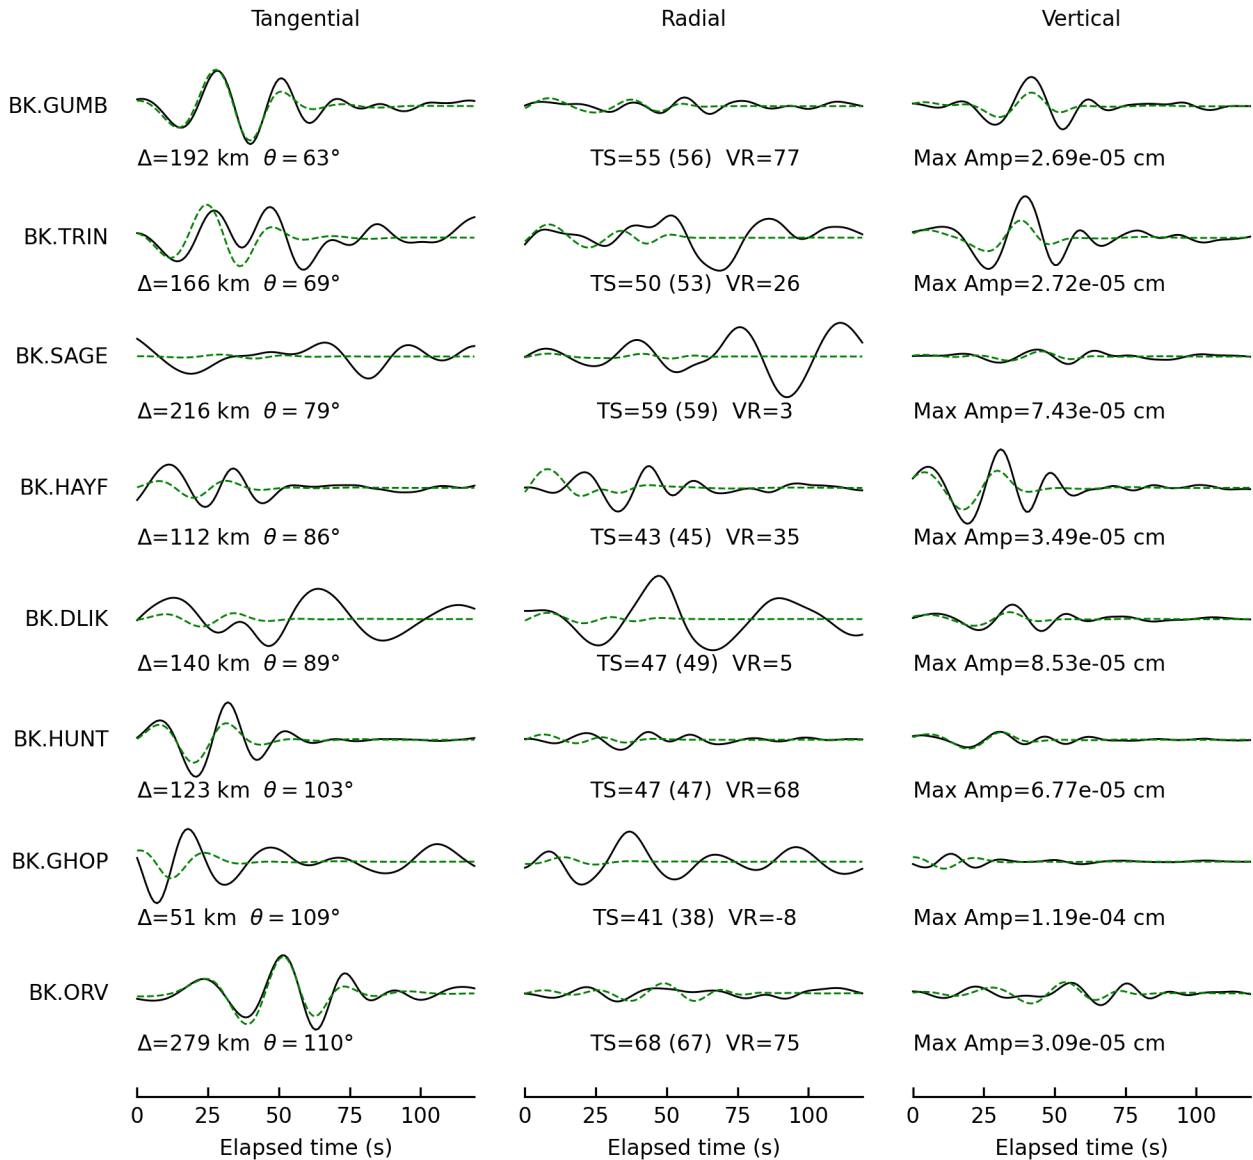 Tangential Radial Vertical
BK.GUMB
Δ=192 km θ = 63° TS=55 (56) VR=77 Max Amp=2.69e-05 cm
BK.TRIN
Δ=166 km θ = 69° TS=50 (53) VR=26 Max Amp=2.72e-05 cm
BK.SAGE
Δ=216 km θ = 79° TS=59 (59) VR=3 Max Amp=7.43e-05 cm
BK.HAYF
Δ=112 km θ = 86° TS=43 (45) VR=35 Max Amp=3.49e-05 cm
BK.DLIK
Δ=140 km θ = 89° TS=47 (49) VR=5 Max Amp=8.53e-05 cm
BK.HUNT
Δ=123 km θ = 103° TS=47 (47) VR=68 Max Amp=6.77e-05 cm
BK.GHOP
Δ=51 km θ = 109° TS=41 (38) VR=-8 Max Amp=1.19e-04 cm
BK.ORV
Δ=279 km θ = 110° TS=68 (67) VR=75 Max Amp=3.09e-05 cm
0 25 50 75 100 0 25 50 75 100 0 25 50 75 100
Elapsed time (s) Elapsed time (s) Elapsed time (s)